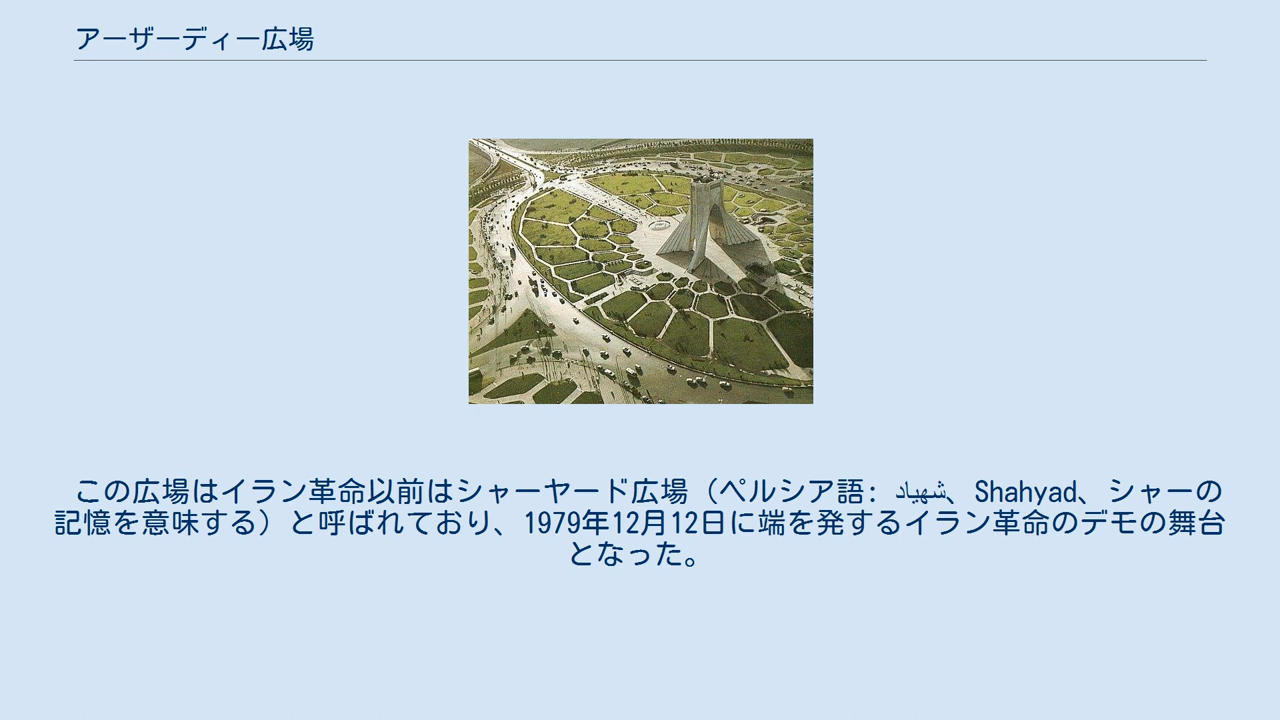 アーザーディー広場
この広場はイラン革命以前はシャーヤード広場（ペルシア語: شهیاد、Shahyad、シャーの
記憶を意味する）と呼ばれており、1979年12月12日に端を発するイラン革命のデモの舞台
となった。